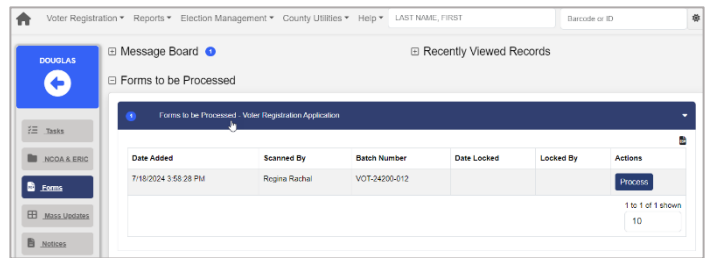 Voter Registration Reports Election Management County Utilities Help LAST NAME, FIRST Barcode or ID
DOUGLAS
Message Board 1
Recently Viewed Records
Forms to be Processed
1 Forms to be Processed - Voter Registration Application
Tasks
NCOA & ERIC
Forms
Mass Updates
Notices
Date Added Scanned By Batch Number Date Locked Locked By Actions
7/18/2024 3:58:28 PM Regina Rachal VOT-24200-012 Process
1 to 1 of 1 shown
10